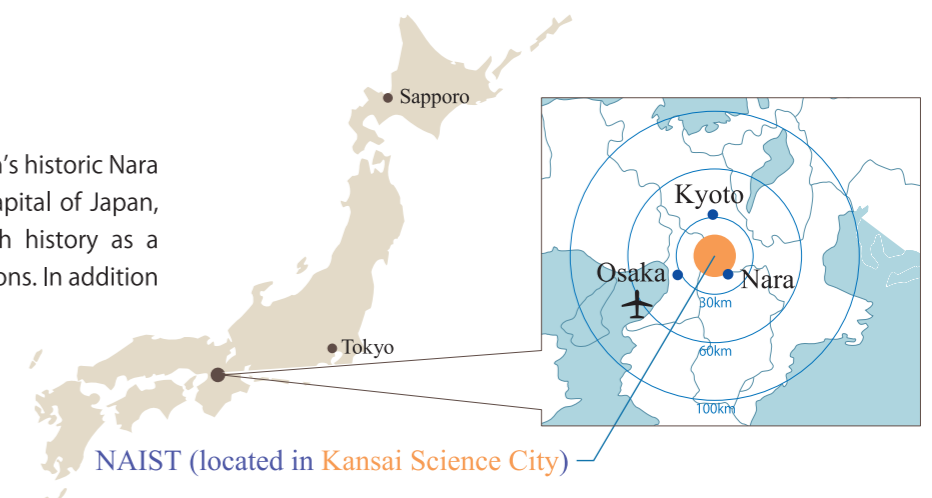 Sapporo
's historic Nara
apital of Japan,
h history as a
ons. In addition
Kyoto
Osaka
Nara
30km
Tokyo
60km
100km
NAIST (located in Kansai Science City)